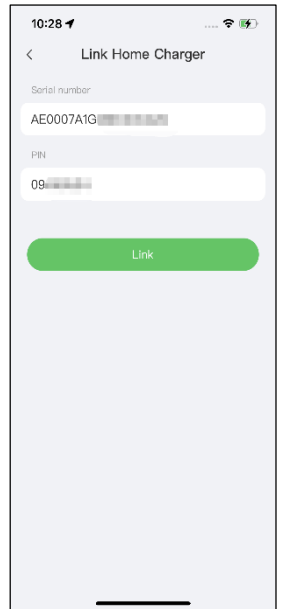 10:28
Link Home Charger
Serial number
AE0007A1G
PIN
09
Link